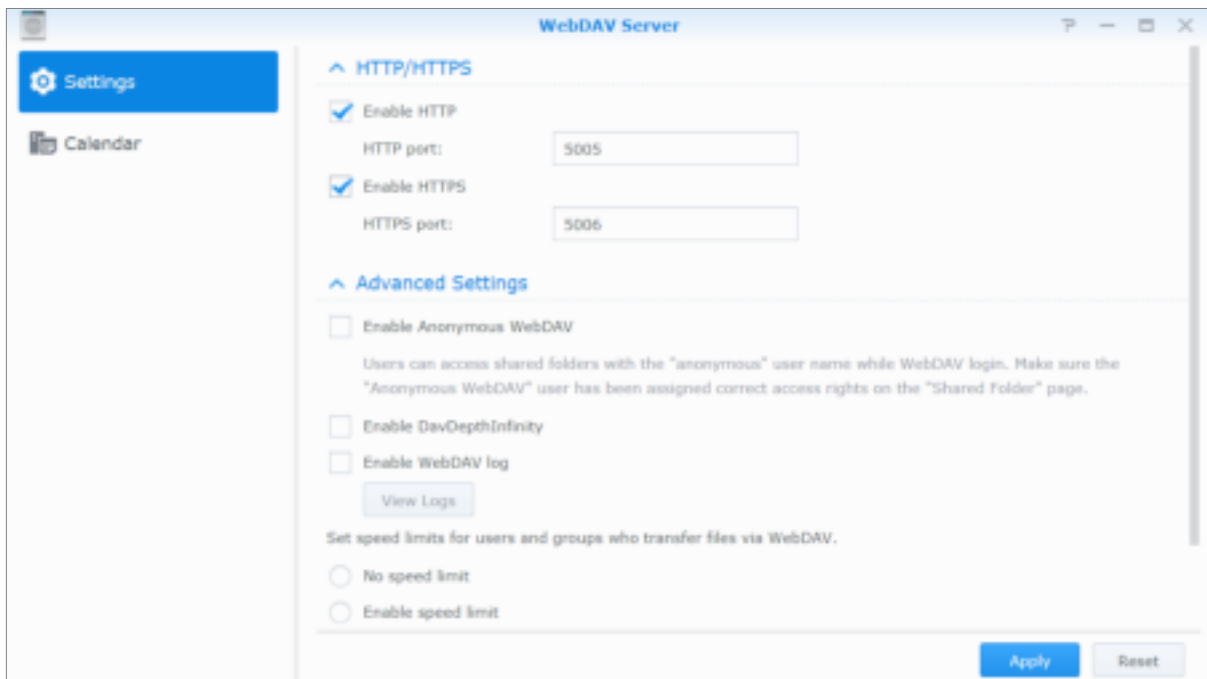 WebDAV Server
Settings
Calendar
HTTP/HTTPS
Enable HTTP
HTTP port: 5005
Enable HTTPS
HTTPS port: 5006
Advanced Settings
Enable Anonymous WebDAV
Users can access shared folders with the "anonymous" user name while WebDAV login. Make sure the
"Anonymous WebDAV" user has been assigned correct access rights on the "Shared Folder" page.
Enable DavDepthInfinity
Enable WebDAV log
View Logs
Set speed limits for users and groups who transfer files via WebDAV.
No speed limit
Enable speed limit
Apply Reset